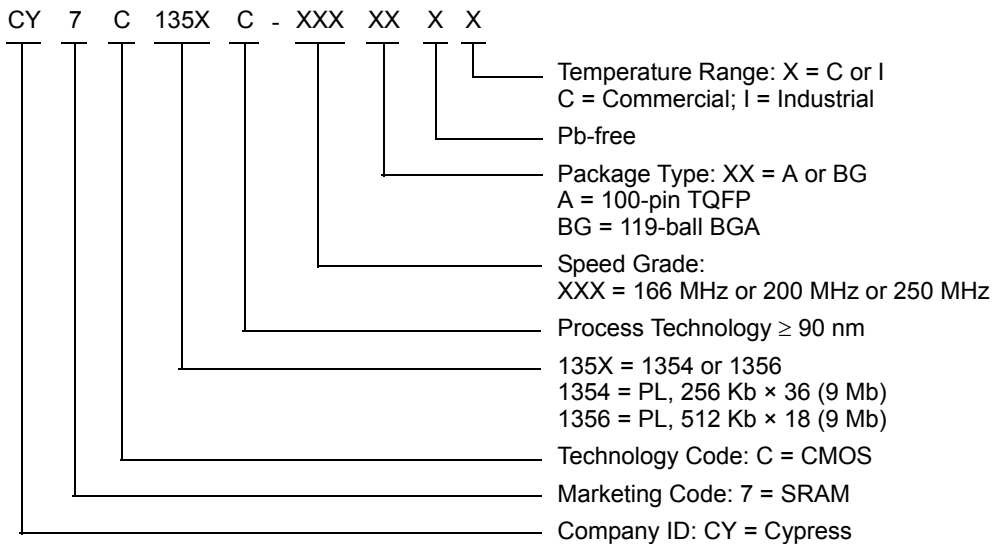 CY 7 C 135X C - XXX XX X X
Temperature Range: X = C or I
C = Commercial; I = Industrial
Pb-free
Package Type: XX = A or BG
A = 100-pin TQFP
BG = 119-ball BGA
Speed Grade:
XXX = 166 MHz or 200 MHz or 250 MHz
Process Technology ≥ 90 nm
135X = 1354 or 1356
1354 = PL, 256 Kb × 36 (9 Mb)
1356 = PL, 512 Kb × 18 (9 Mb)
Technology Code: C = CMOS
Marketing Code: 7 = SRAM
Company ID: CY = Cypress